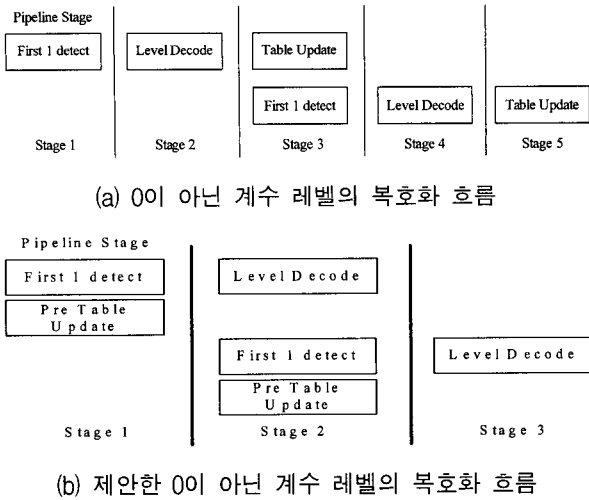 Pipeline Stage
First 1 detect
Level Decode
Table Update
First 1 detect
Level Decode
Table Update
Stage 1
Stage 2
Stage 3
Stage 4
Stage 5
(a) 0이 아닌 계수 레벨의 복호화 흐름
Pipeline Stage
First 1 detect
Level Decode
Pre Table
Update
First 1 detect
Level Decode
Pre Table
Update
Stage 1
Stage 2
Stage 3
(b) 제안한 0이 아닌 계수 레벨의 복호화 흐름